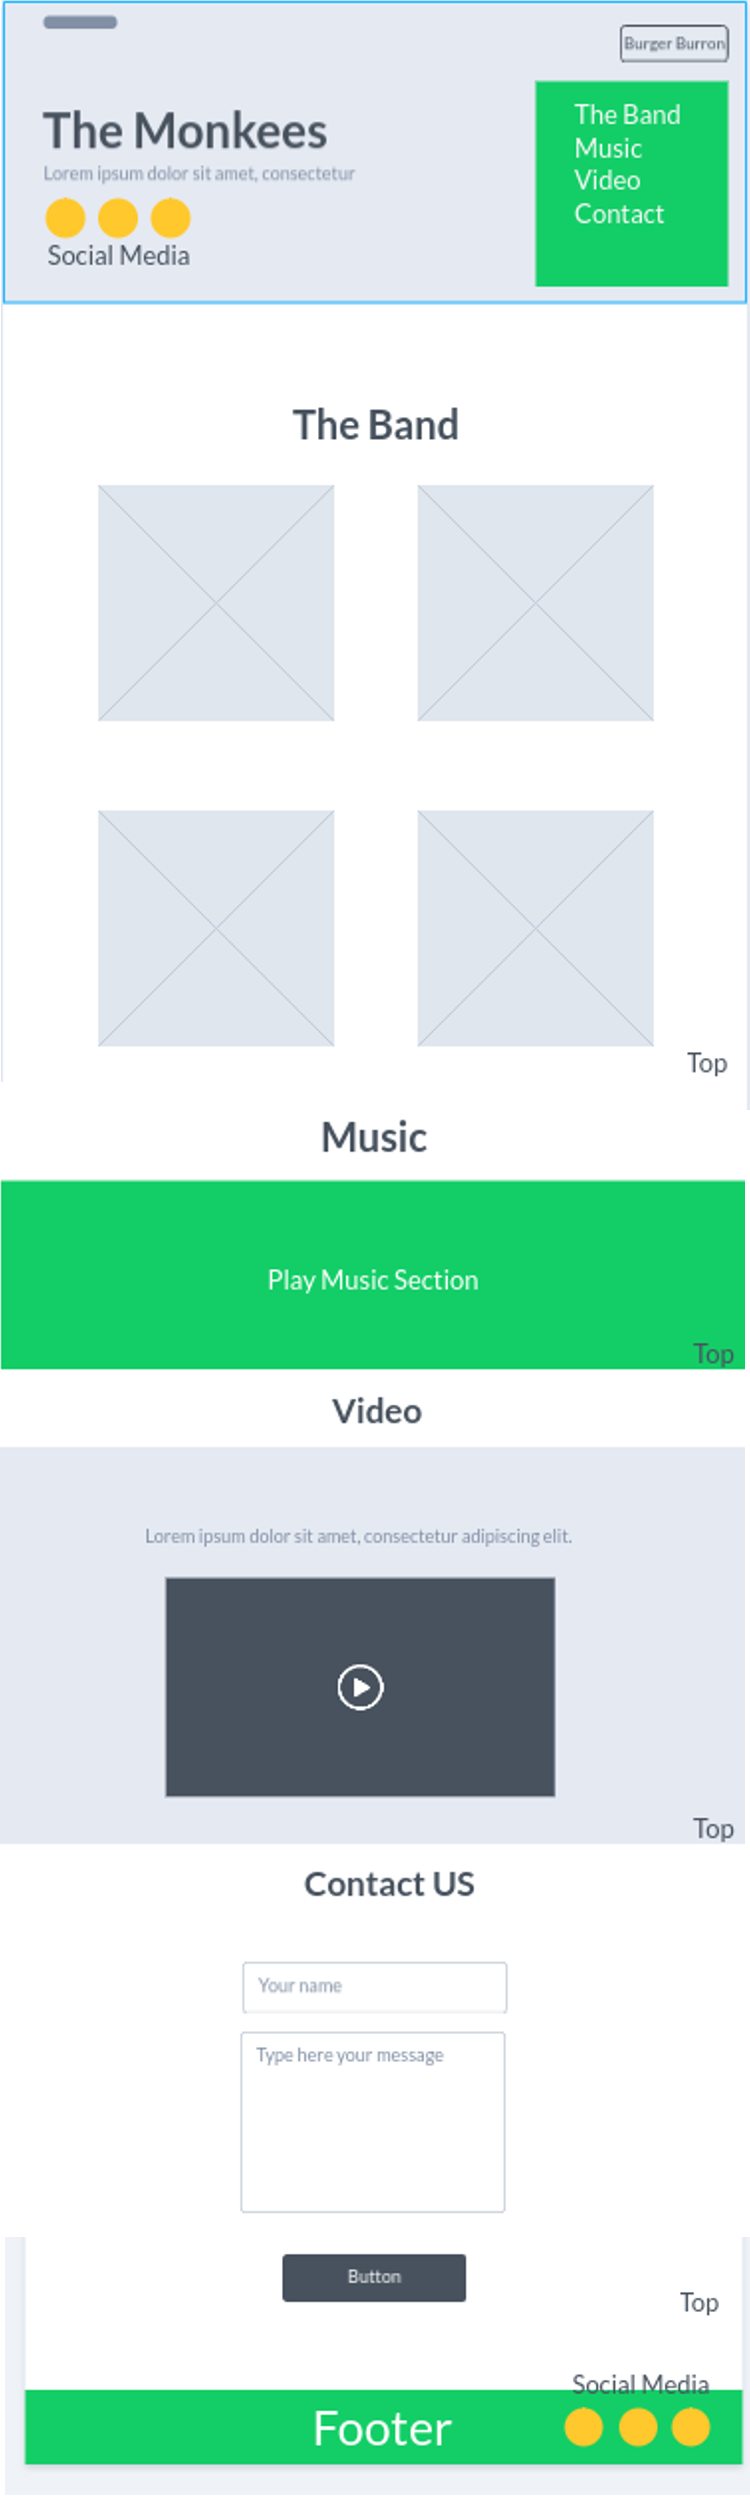 Burger Burron
The Monkees
Lorem ipsum dolor sit amet, consectetur
Social Media
The Band
Music
Video
Contact
The Band
Top
Music
Play Music Section
Top
Video
Lorem ipsum dolor sit amet, consectetur adipiscing elit.
Top
Contact US
Your name
Type here your message
Button
Top
Social Media
Footer